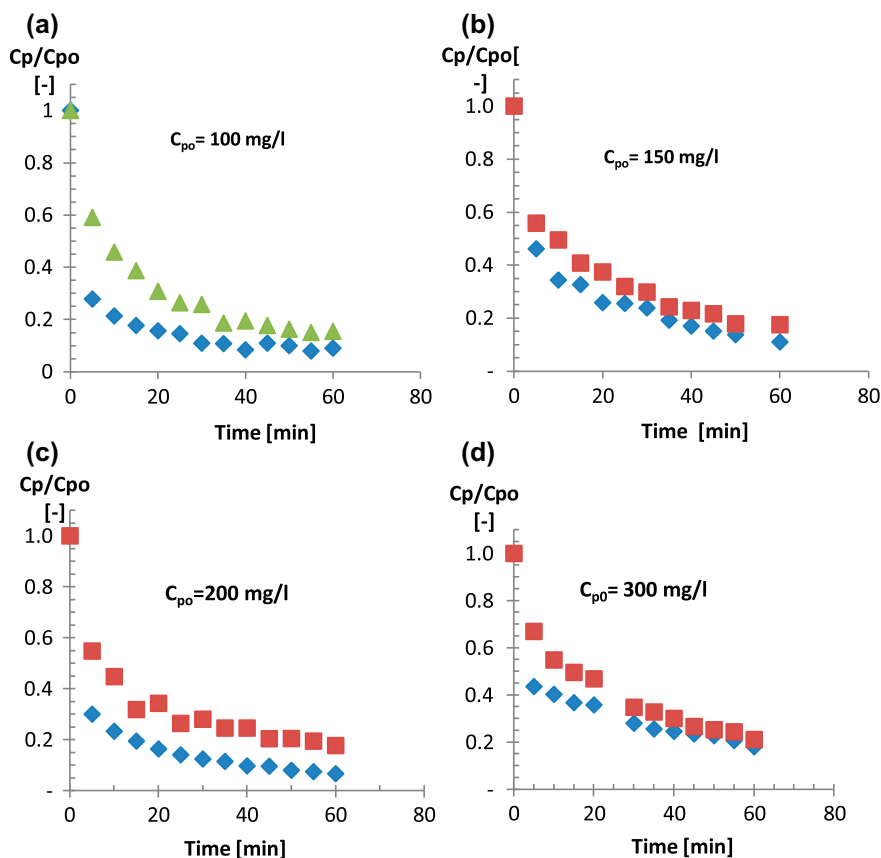 (a)
Cp/Cpo
[-]
Cpo= 100 mg/l
1
0.8
0.6
0.4
0.2
0
0 20 40 60 80
Time [min]
(b)
Cp/Cpo[
-]
Cpo= 150 mg/l
1.0
0.8
0.6
0.4
0.2
-
0 20 40 60 80
Time [min]
(c)
Cp/Cpo
[-]
Cpo=200 mg/l
1.0
0.8
0.6
0.4
0.2
-
0 20 40 60 80
Time [min]
(d)
Cp/Cpo
[-]
Cp0= 300 mg/l
1.0
0.8
0.6
0.4
0.2
-
0 20 40 60 80
Time [min]